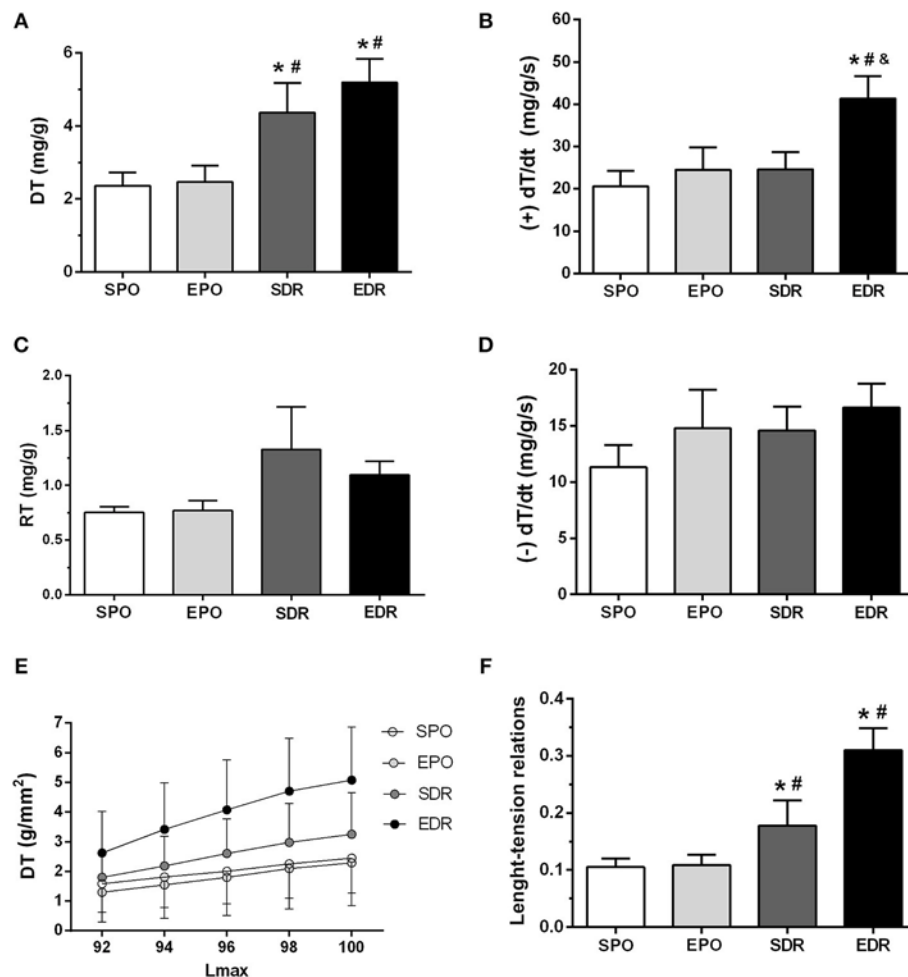 A
DT (mg/g)
6
4
2
0
* #
* #
SPO EPO SDR EDR
B
(+) dT/dt (mg/g/s)
60
50
40
30
20
10
0
* # &
SPO EPO SDR EDR
C
RT (mg/g)
2.0
1.5
1.0
0.5
0.0
SPO EPO SDR EDR
D
(-) dT/dt (mg/g/s)
20
15
10
5
0
SPO EPO SDR EDR
E
DT (g/mm²)
7
6
5
4
3
2
1
0
92 94 96 98 100
Lmax
SPO
EPO
SDR
EDR
F
Lenght-tension relations
0.4
0.3
0.2
0.1
0.0
* #
* #
SPO EPO SDR EDR